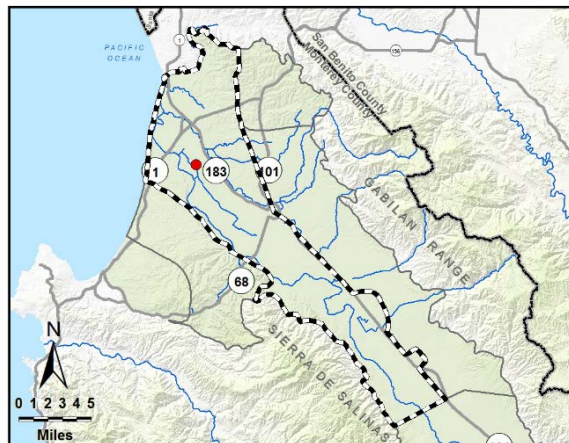 1
156
PACIFIC
OCEAN
San Benito County
Monterey County
1
183
101
GABILAN RANGE
68
SIERRA DE SALINAS
N
0 1 2 3 4 5
Miles